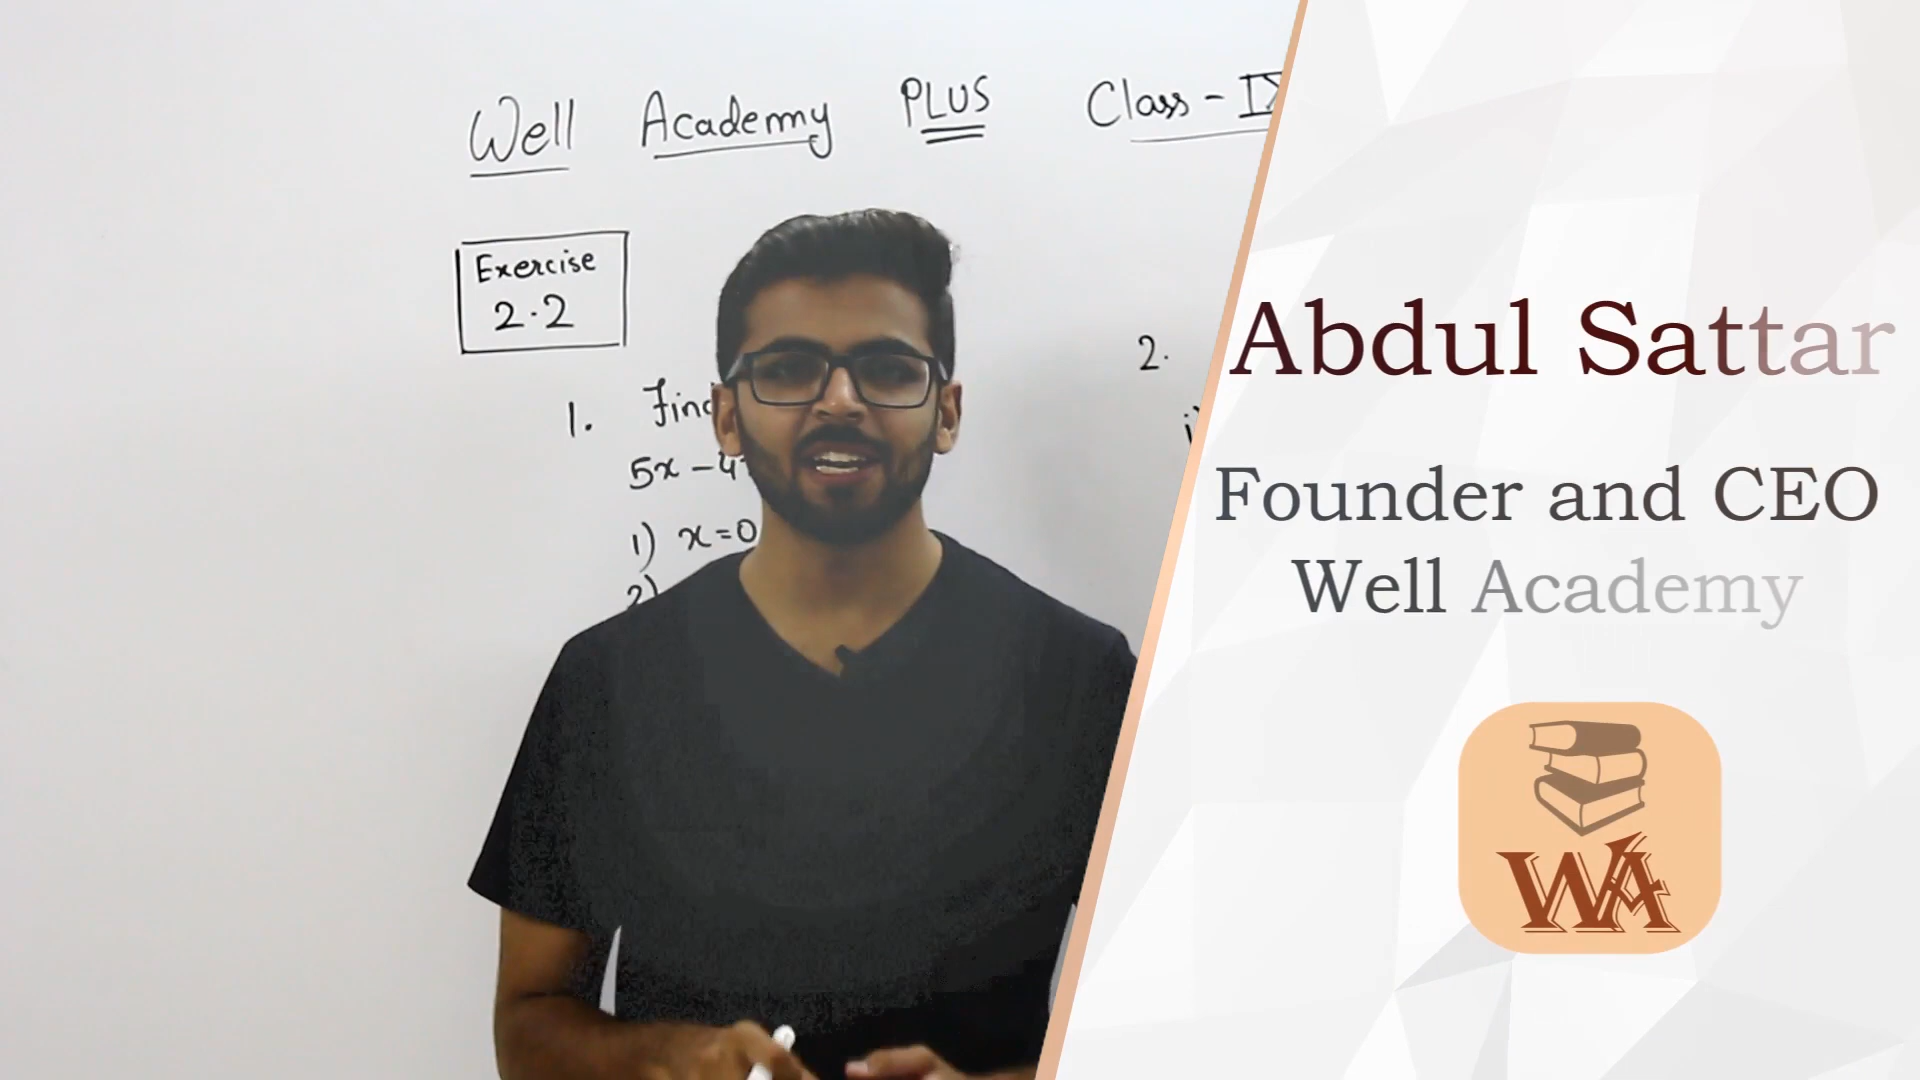 Well Academy PLUS Class - IX
Exercise
2.2
1. Find
5x - 4
1) x=0
2)
2.
i)
Abdul Sattar
Founder and CEO
Well Academy
WA